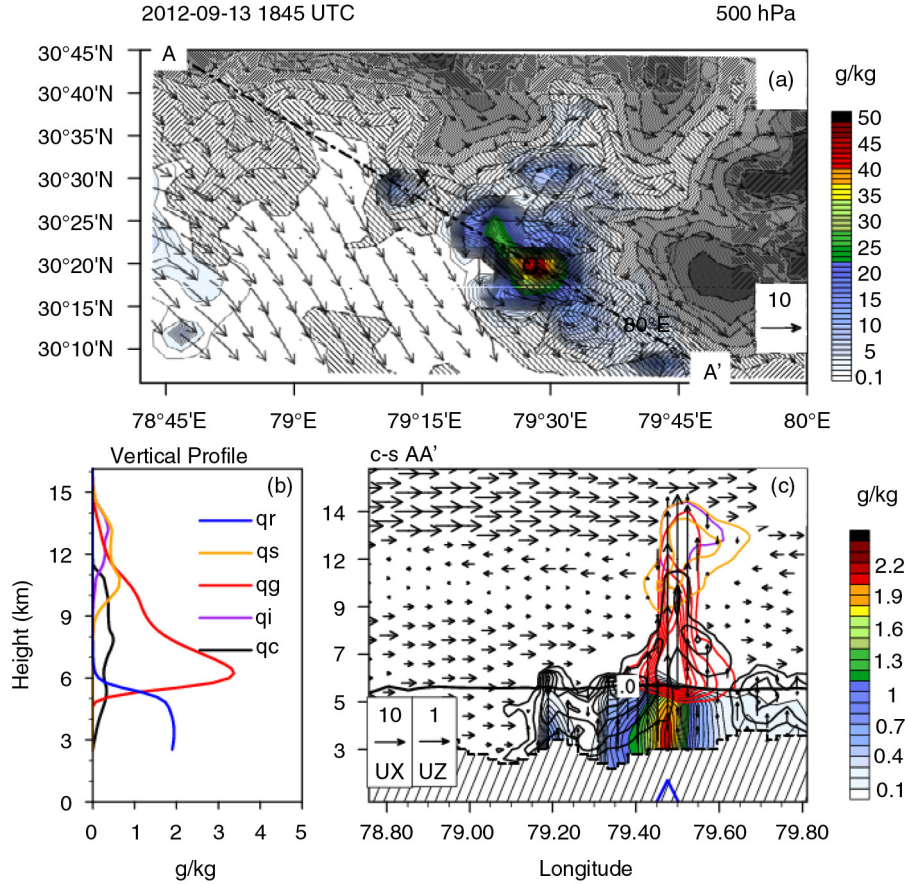 2012-09-13 1845 UTC 500 hPa
A
(a)
g/kg
30°45'N
30°40'N
30°35'N
30°30'N
30°25'N
30°20'N
30°15'N
30°10'N
X
80°E
10
A'
50
45
40
35
30
25
20
15
10
5
0.1
78°45'E 79°E 79°15'E 79°30'E 79°45'E 80°E
Vertical Profile
(b)
15
12
9
6
3
0
Height (km)
qr
qs
qg
qi
qc
0 1 2 3 4 5
g/kg
c-s AA'
(c)
14
12
9
7
5
3
.0
10
UX
1
UZ
78.80 79.00 79.20 79.40 79.60 79.80
Longitude
g/kg
2.2
1.9
1.6
1.3
1
0.7
0.4
0.1